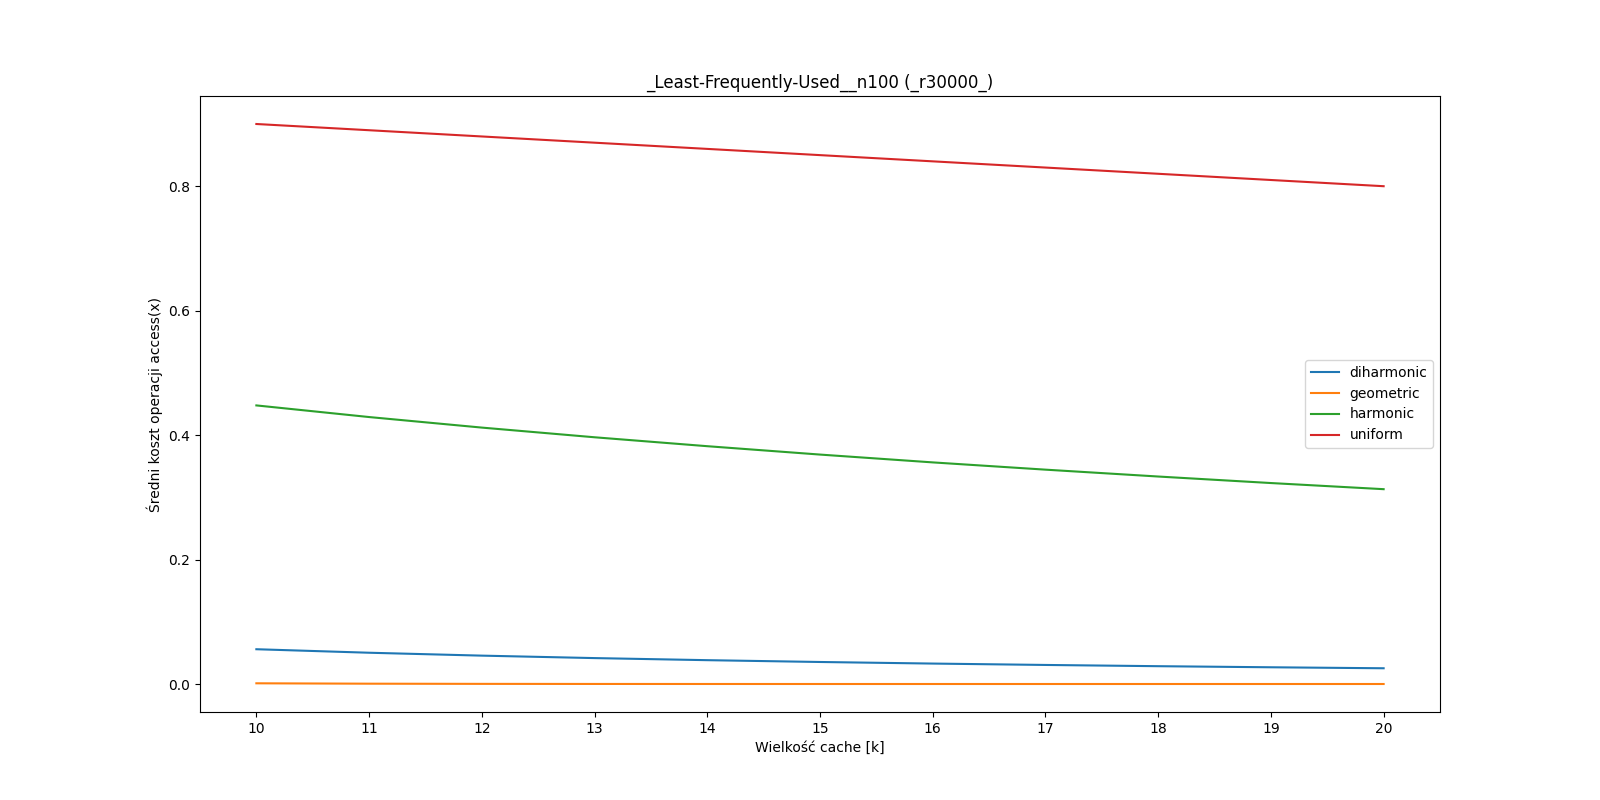 _Least-Frequently-Used__n100 (_r30000_)
Średni koszt operacji access(x)
0.8
0.6
0.4
0.2
0.0
diharmonic
geometric
harmonic
uniform
10 11 12 13 14 15 16 17 18 19 20
Wielkość cache [k]